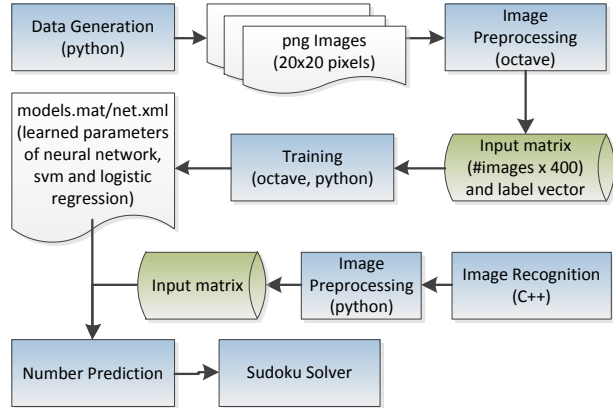 Data Generation
(python)
png Images
(20x20 pixels)
Image
Preprocessing
(octave)
models.mat/net.xml
(learned parameters
of neural network,
svm and logistic
regression)
Training
(octave, python)
Input matrix
(#images x 400)
and label vector
Input matrix
Image
Preprocessing
(python)
Image Recognition
(C++)
Number Prediction
Sudoku Solver